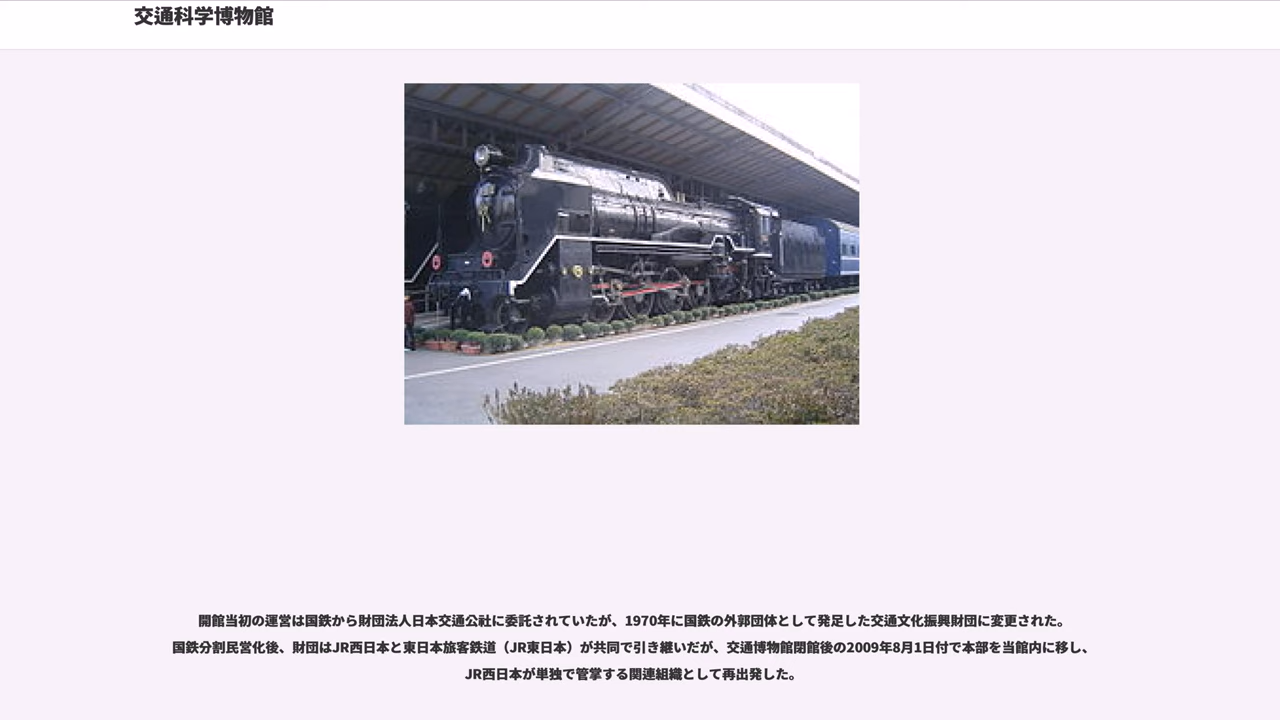 交通科学博物館
開館当初の運営は国鉄から財団法人日本交通公社に委託されていたが、1970年に国鉄の外郭団体として発足した交通文化振興財団に変更された。
国鉄分割民営化後、財団はJR西日本と東日本旅客鉄道（JR東日本）が共同で引き継いだが、交通博物館閉館後の2009年8月1日付で本部を当館内に移し、
JR西日本が単独で管掌する関連組織として再出発した。